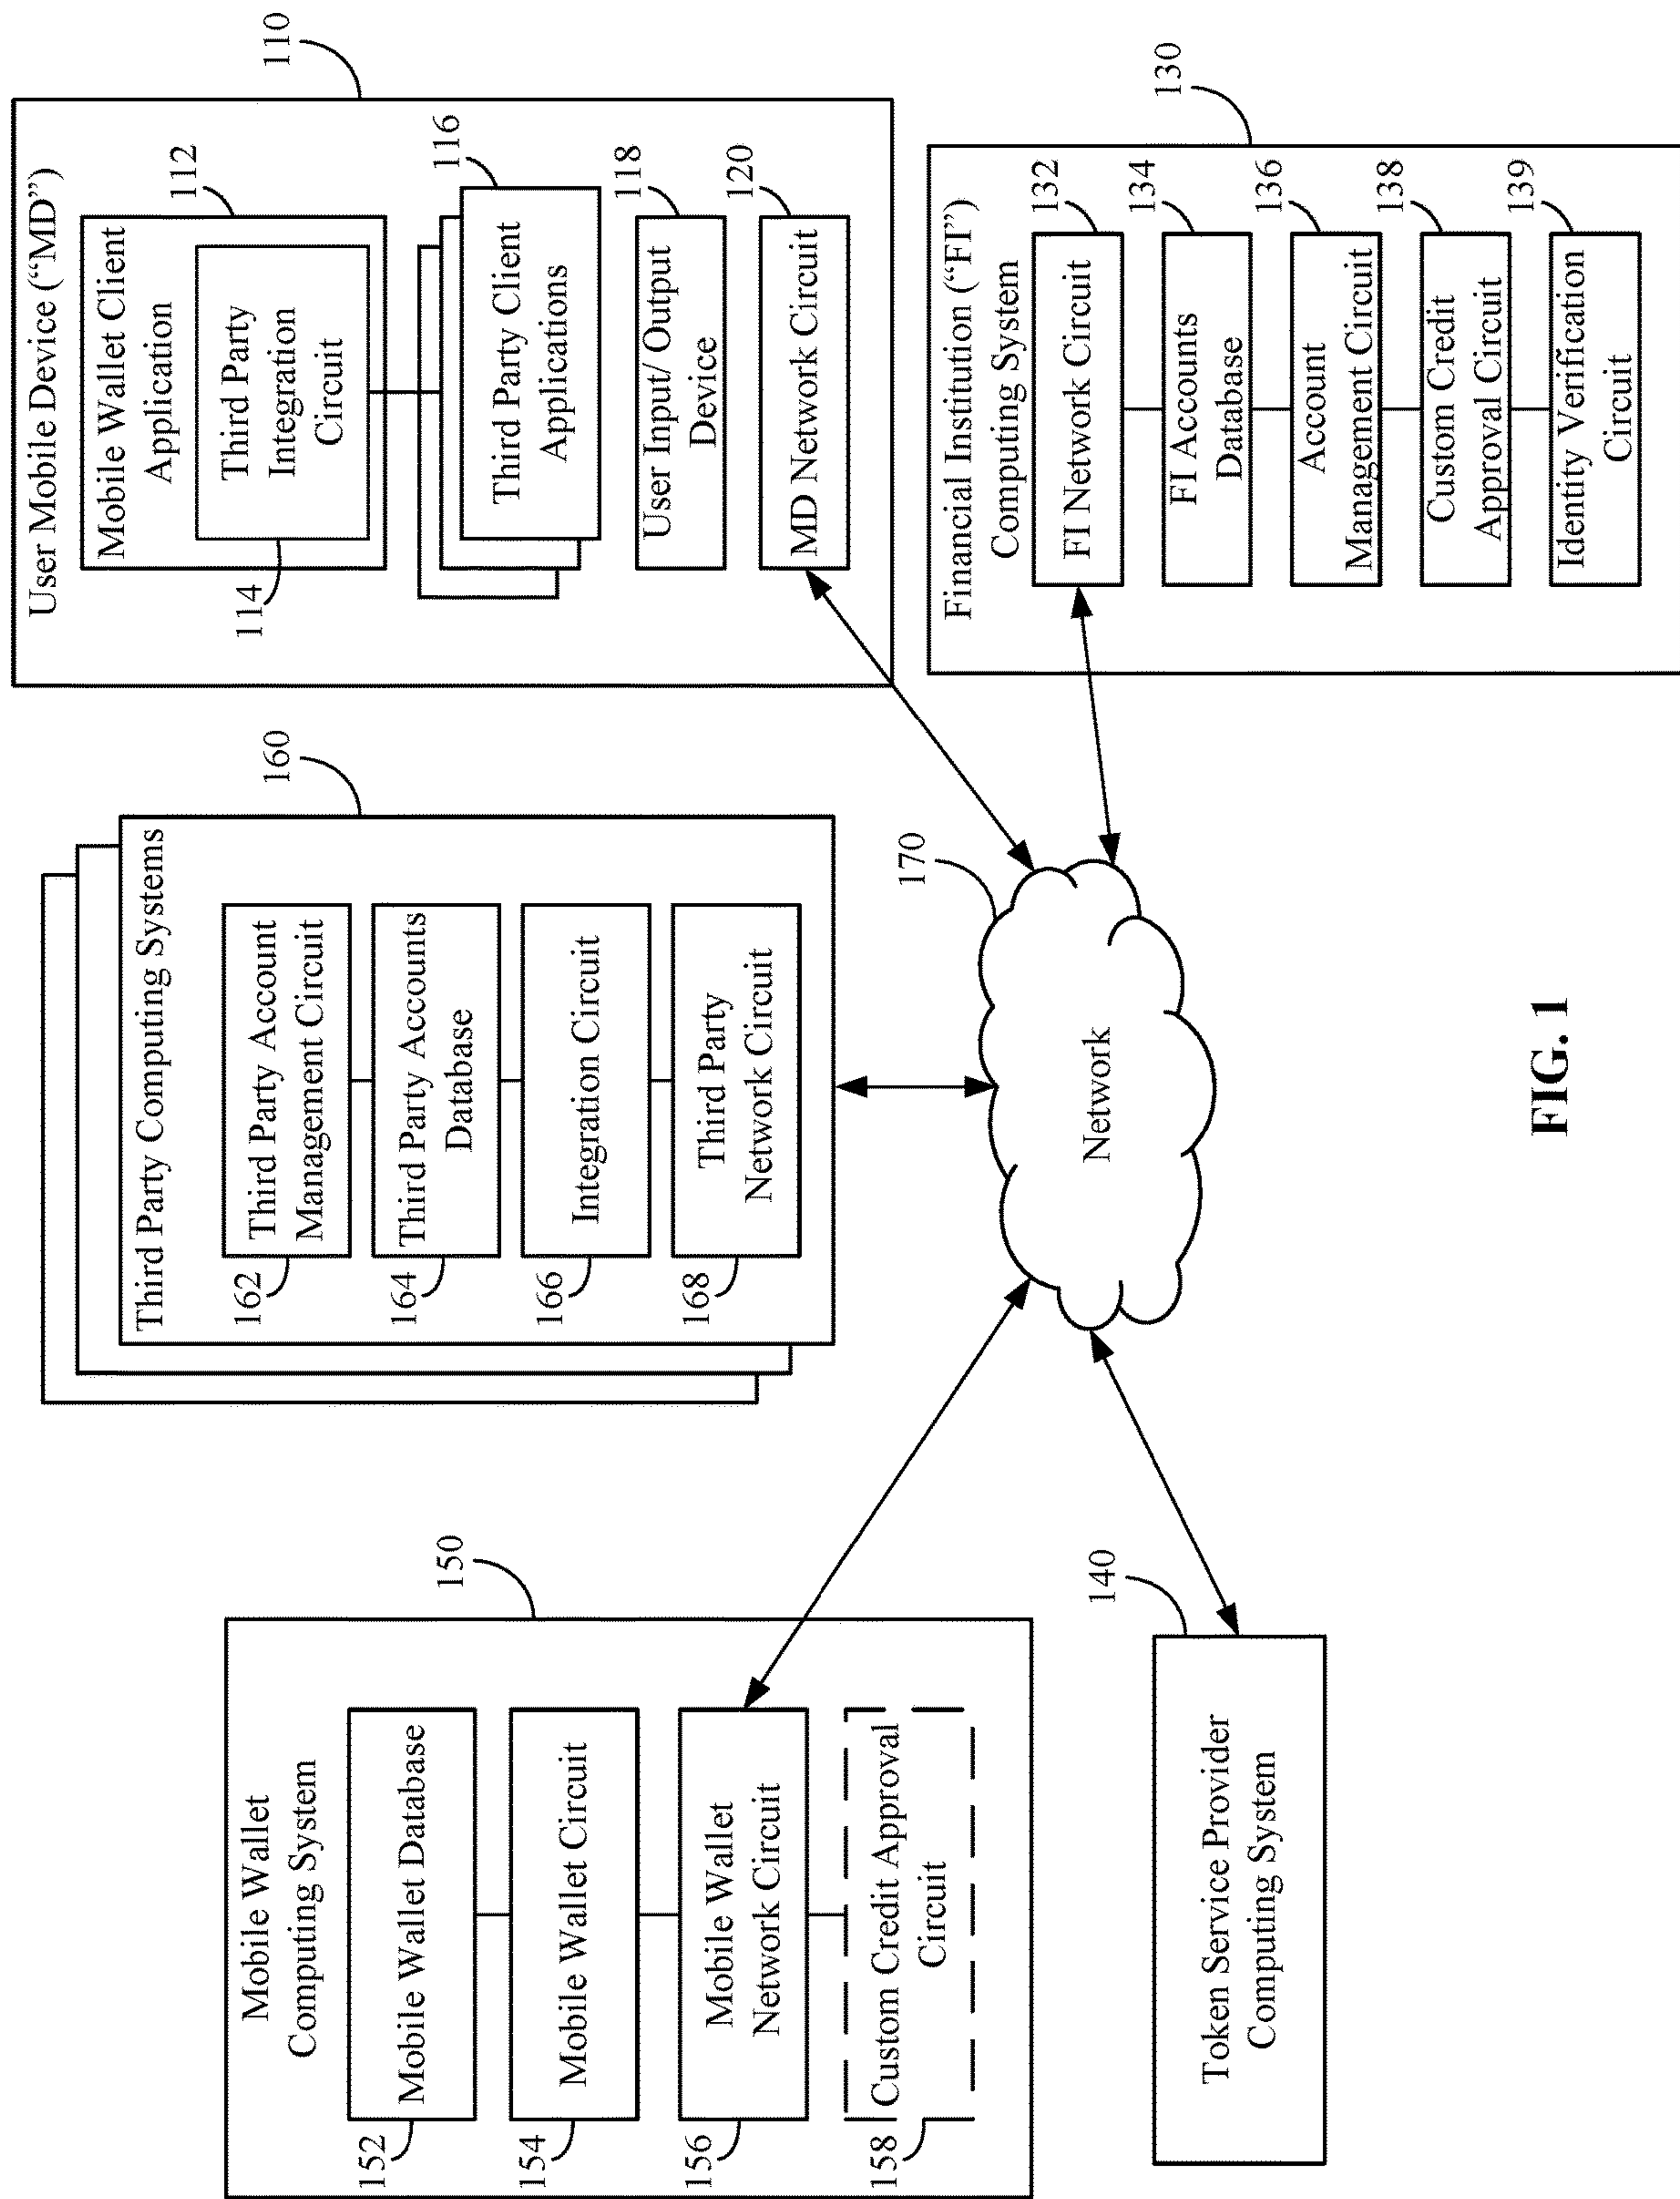 Mobile Wallet
Computing System
150
Mobile Wallet Database
152
Mobile Wallet Circuit
154
Mobile Wallet
Network Circuit
156
Custom Credit Approval
Circuit
158
Token Service Provider
Computing System
140
Third Party Computing Systems
160
Third Party Account
Management Circuit
162
Third Party Accounts
Database
164
Integration Circuit
166
Third Party
Network Circuit
168
Network
170
User Mobile Device (“MD”)
110
Mobile Wallet Client
Application
112
Third Party
Integration
Circuit
114
Third Party Client
Applications
116
User Input/ Output
Device
118
MD Network Circuit
120
Financial Institution (“FI”)
Computing System
130
FI Network Circuit
132
FI Accounts
Database
134
Account
Management Circuit
136
Custom Credit
Approval Circuit
138
Identity Verification
Circuit
139
FIG. 1